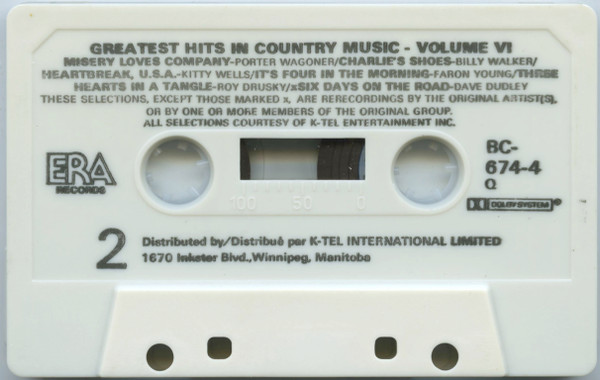 GREATEST HITS IN COUNTRY MUSIC - VOLUME VI
MISERY LOVES COMPANY-PORTER WAGONER/CHARLIE'S SHOES-BILLY WALKER/
HEARTBREAK, U.S.A.-KITTY WELLS/IT'S FOUR IN THE MORNING-FARON YOUNG/THREE
HEARTS IN A TANGLE-ROY DRUSKY/xSIX DAYS ON THE ROAD-DAVE DUDLEY
THESE SELECTIONS, EXCEPT THOSE MARKED x, ARE RERECORDINGS BY THE ORIGINAL ARTIST(S),
OR BY ONE OR MORE MEMBERS OF THE ORIGINAL GROUP.
ALL SELECTIONS COURTESY OF K-TEL ENTERTAINMENT INC.
ERA
RECORDS
BC-
674-4
Q
DOLBY SYSTEM
100 50 0
2
Distributed by/Distribué par K-TEL INTERNATIONAL LIMITED
1670 Inkster Blvd.,Winnipeg, Manitoba